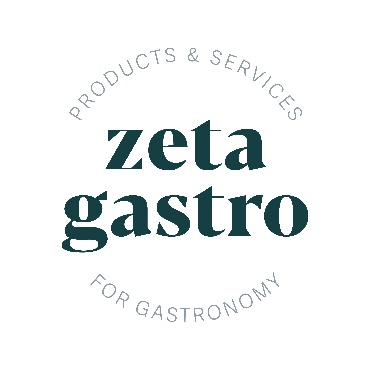 PRODUCTS & SERVICES
zeta
gastro
FOR GASTRONOMY